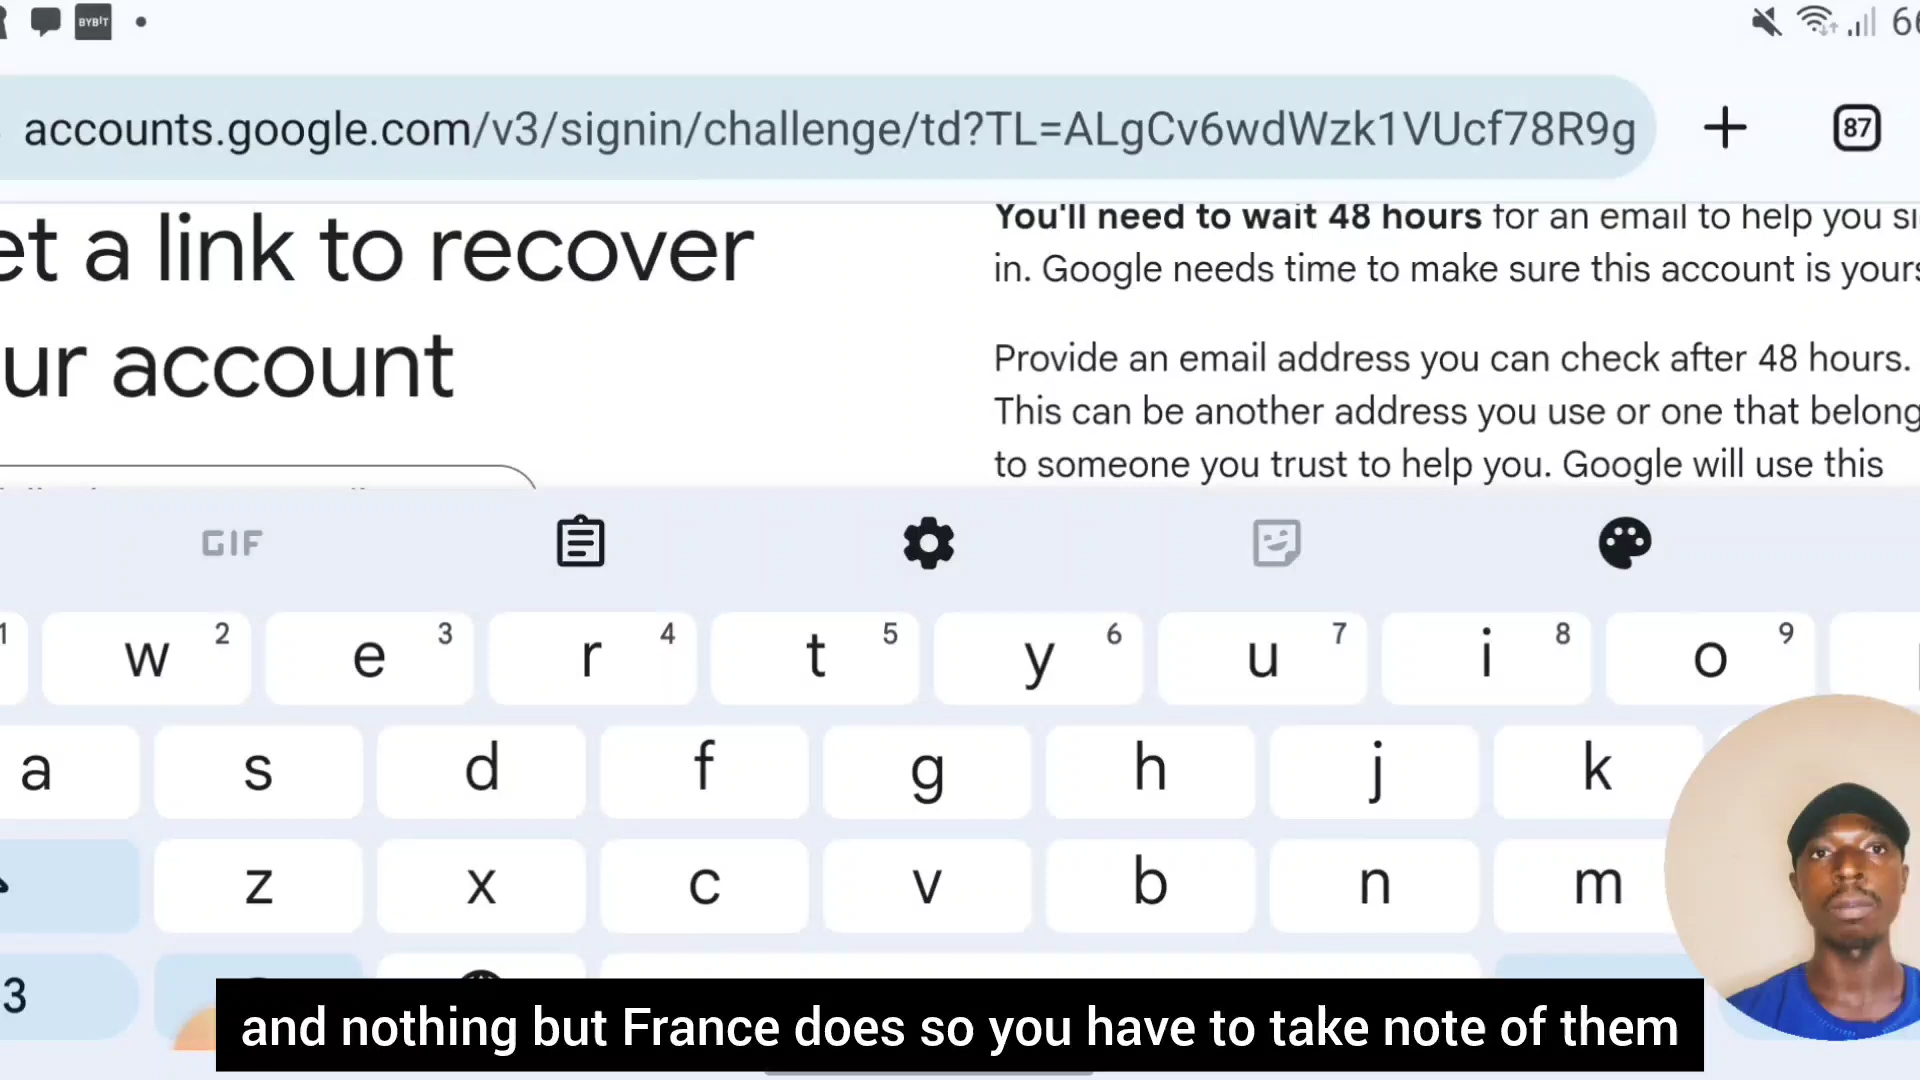 BYBIT
accounts.google.com/v3/signin/challenge/td?TL=ALgCv6wdWzk1VUcf78R9g
87
et a link to recover
ur account
You'll need to wait 48 hours for an email to help you si
in. Google needs time to make sure this account is yours
Provide an email address you can check after 48 hours.
This can be another address you use or one that belong
to someone you trust to help you. Google will use this
GIF
1 w 2 e 3 r 4 t 5 y 6 u 7 i 8 o 9
a s d f g h j k
z x c v b n m
3
and nothing but France does so you have to take note of them